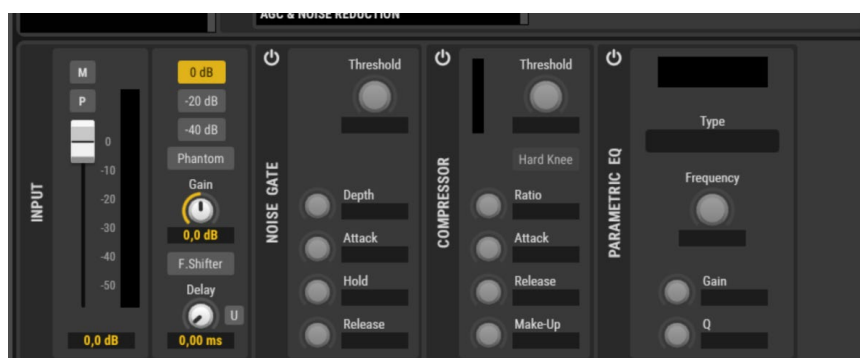 AGC & NOISE REDUCTION
INPUT
M
P
0
-10
-20
-30
-40
-50
0,0 dB
0 dB
-20 dB
-40 dB
Phantom
Gain
0,0 dB
F.Shifter
Delay
U
0,00 ms
NOISE GATE
Threshold
Depth
Attack
Hold
Release
COMPRESSOR
Threshold
Hard Knee
Ratio
Attack
Release
Make-Up
PARAMETRIC EQ
Type
Frequency
Gain
Q